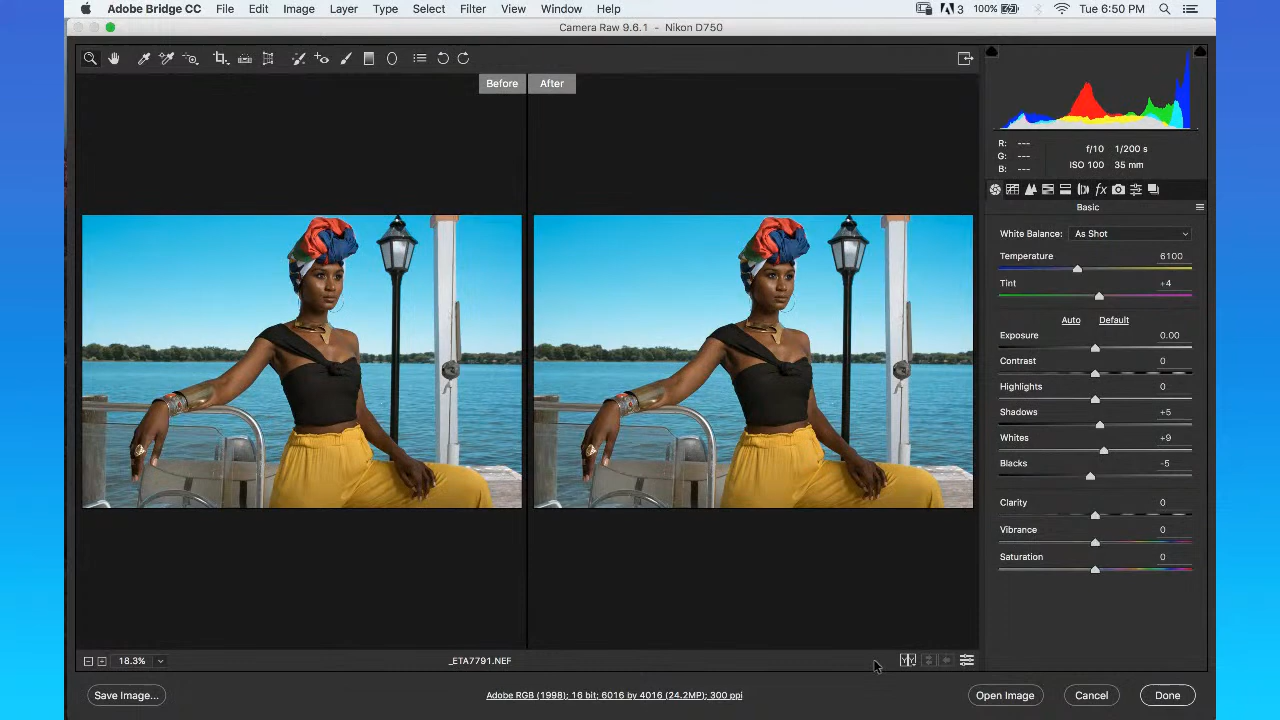 Adobe Bridge CC File Edit Image Layer Type Select Filter View Window Help 3 100% Tue 6:50 PM
Camera Raw 9.6.1 - Nikon D750
Before After
R: ---
G: ---
B: ---
f/10 1/200 s
ISO 100 35 mm
fx
Basic
White Balance: As Shot
Temperature 6100
Tint +4
Auto Default
Exposure 0.00
Contrast 0
Highlights 0
Shadows +5
Whites +9
Blacks -5
Clarity 0
Vibrance 0
Saturation 0
18.3% _ETA7791.NEF
Save Image... Adobe RGB (1998); 16 bit; 6016 by 4016 (24.2MP); 300 ppi Open Image Cancel Done